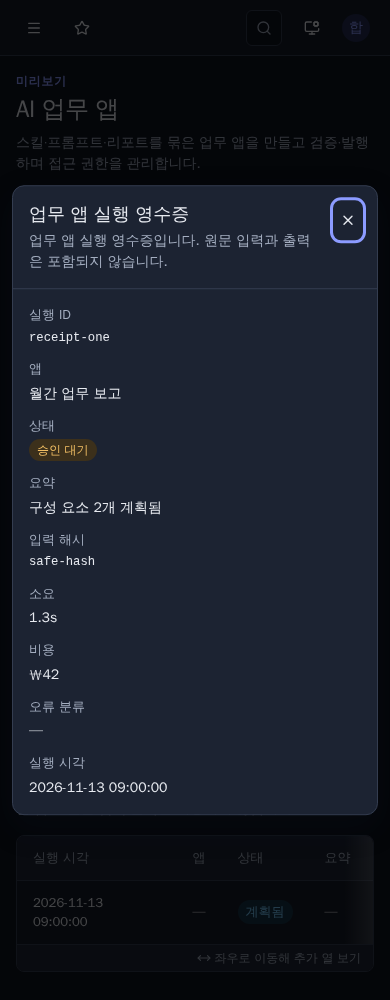 합
미리보기
AI 업무 앱
스킬·프롬프트·리포트를 묶은 업무 앱을 만들고 검증·발행
하며 접근 권한을 관리합니다.
업무 앱 실행 영수증
업무 앱 실행 영수증입니다. 원문 입력과 출력
은 포함되지 않습니다.
실행 ID
receipt-one
앱
월간 업무 보고
상태
승인 대기
요약
구성 요소 2개 계획됨
입력 해시
safe-hash
소요
1.3s
비용
₩42
오류 분류
—
실행 시각
2026-11-13 09:00:00
실행 시각 앱 상태 요약
2026-11-13
09:00:00 — 계획됨 —
↔ 좌우로 이동해 추가 열 보기